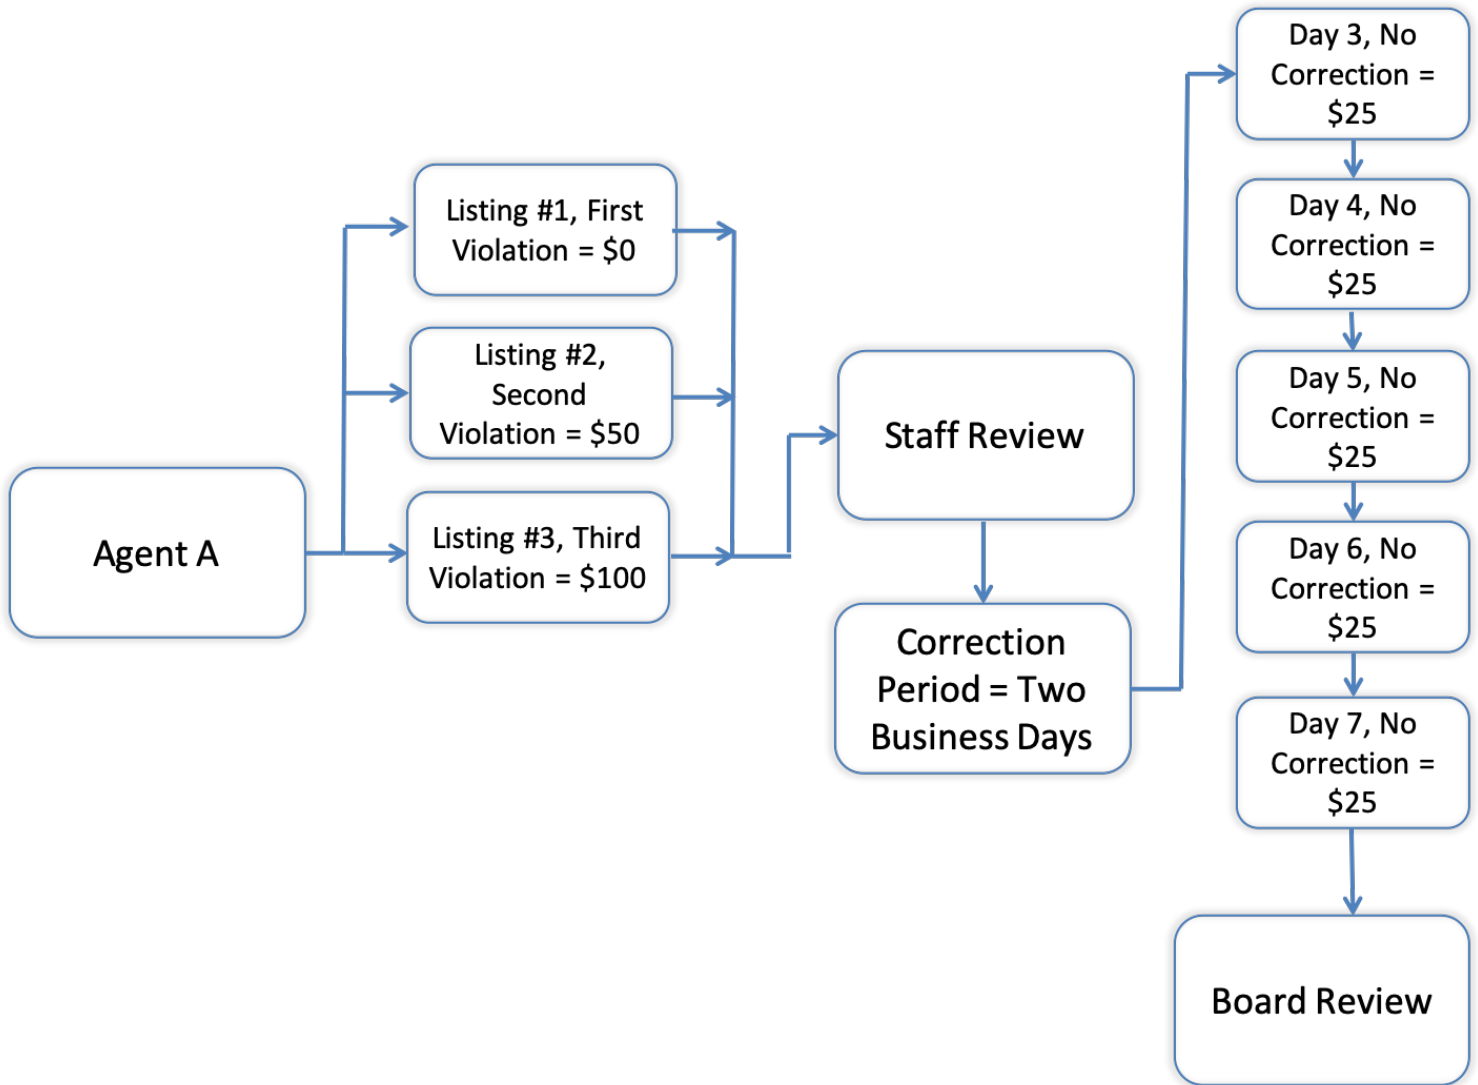 Agent A
Listing #1, First
Violation = $0
Listing #2,
Second
Violation = $50
Listing #3, Third
Violation = $100
Staff Review
Correction
Period = Two
Business Days
Day 3, No
Correction =
$25
Day 4, No
Correction =
$25
Day 5, No
Correction =
$25
Day 6, No
Correction =
$25
Day 7, No
Correction =
$25
Board Review